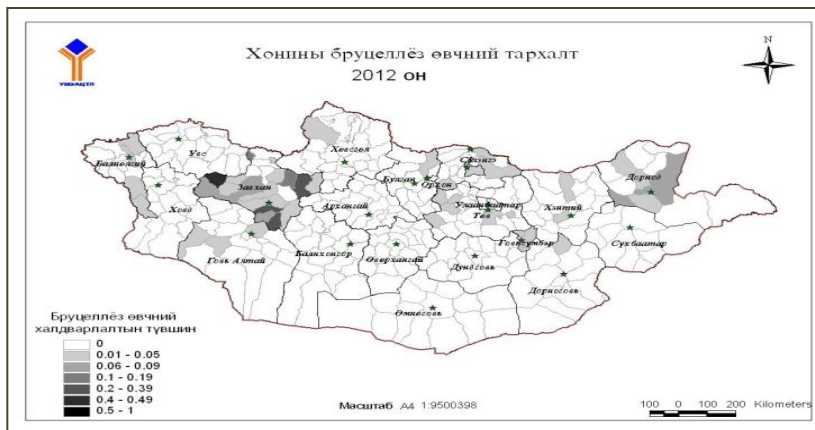 Хонины бруцеллёз өвчний тархалт
2012 он
N
УМЭАЦТЛ
Баянөлгий
Увс
Ховд
Завхан
Хөвсгөл
Булган
Орхон
Сэлэнгэ
Архангай
Улаанбаатар
Төв
Хэнтий
Дорнод
Говь Алтай
Баянхонгор
Өвөрхангай
Дундговь
Говьсүмбэр
Сүхбаатар
Дорноговь
Өмнөговь
Бруцеллёз өвчний
халдварлалтын түвшин
0
0.01 - 0.05
0.06 - 0.09
0.1 - 0.19
0.2 - 0.39
0.4 - 0.49
0.5 - 1
Масштаб А4 1:9500398
100 0 100 200 Kilometers